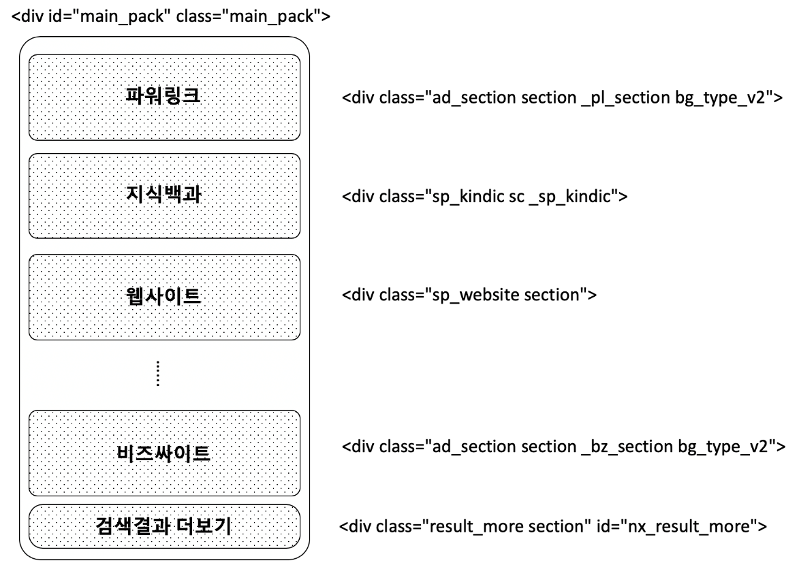 <div id="main_pack" class="main_pack">
파워링크
<div class="ad_section section _pl_section bg_type_v2">
지식백과
<div class="sp_kindic sc _sp_kindic">
웹사이트
<div class="sp_website section">
비즈싸이트
<div class="ad_section section _bz_section bg_type_v2">
검색결과 더보기
<div class="result_more section" id="nx_result_more">